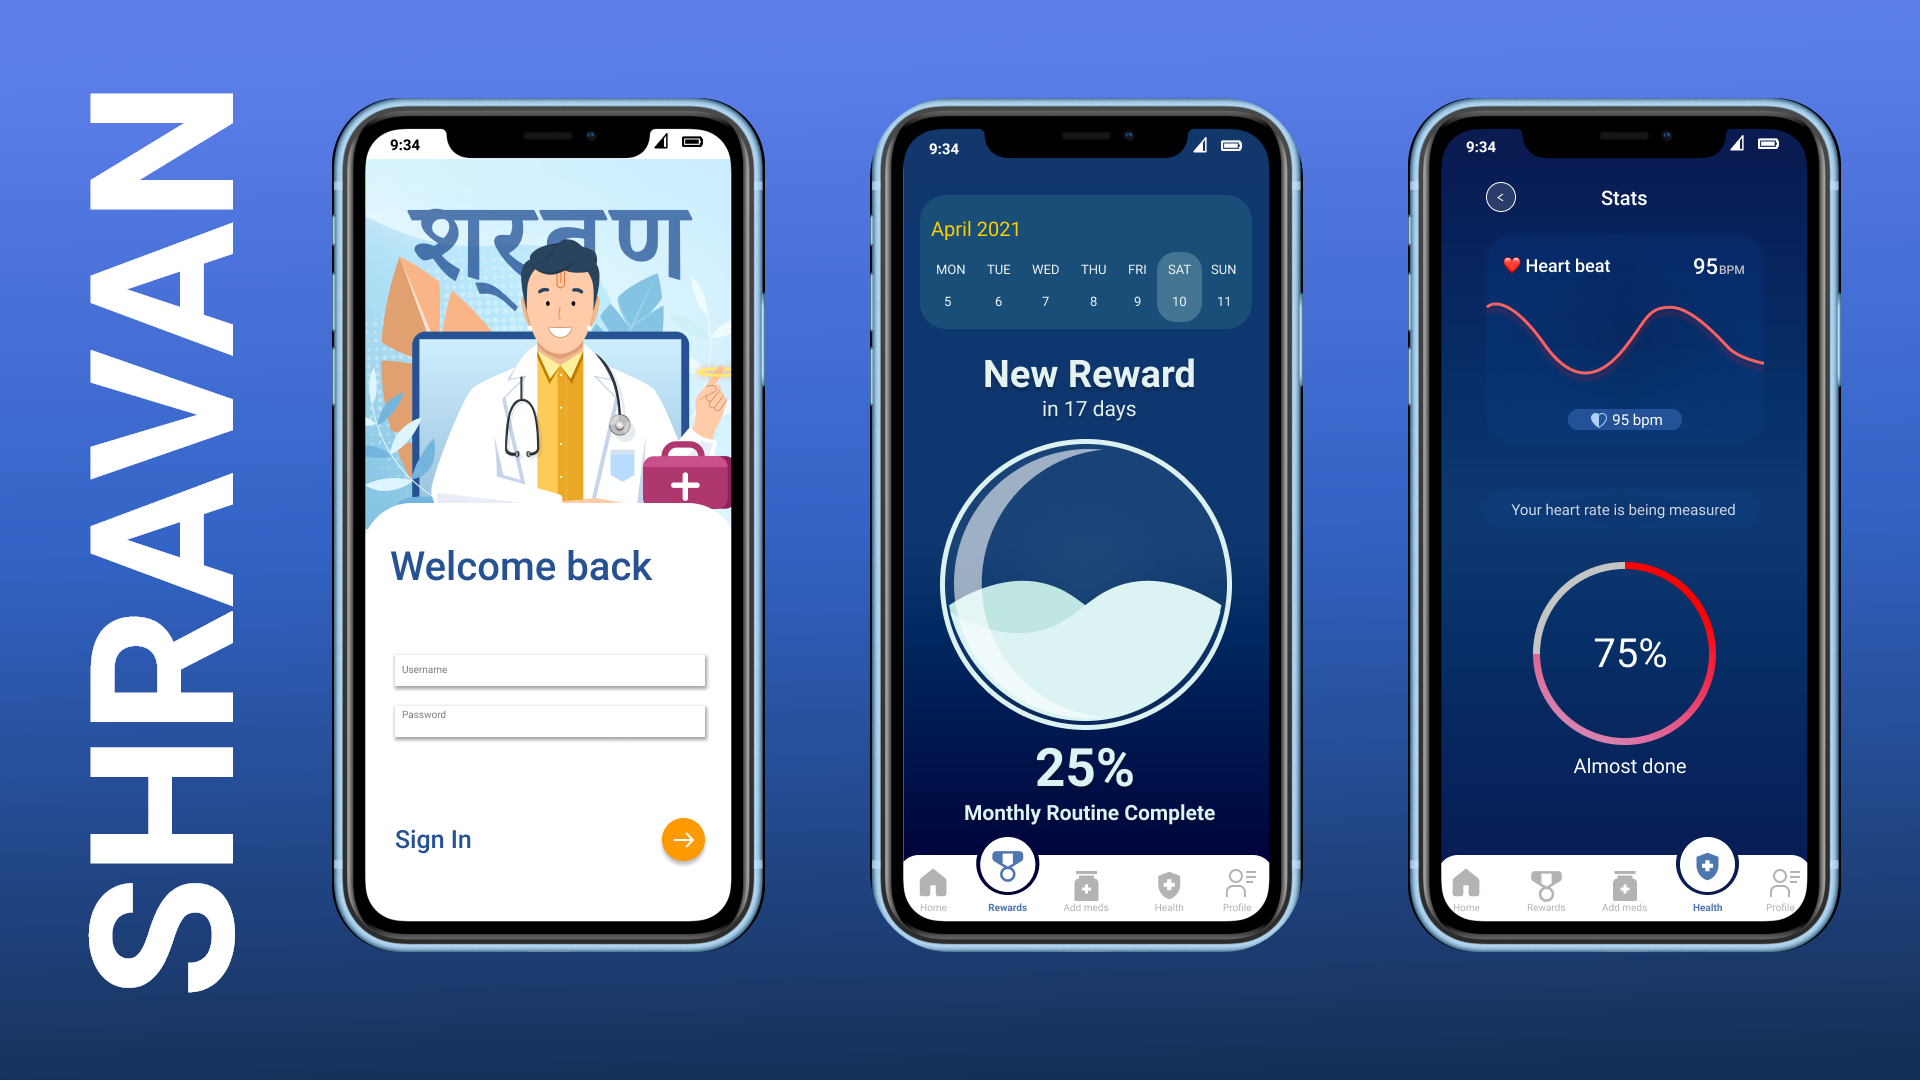 SHRAVAN
9:34
श्रवण
Welcome back
Username
Password
Sign In
9:34
April 2021
MON TUE WED THU FRI SAT SUN
5 6 7 8 9 10 11
New Reward
in 17 days
25%
Monthly Routine Complete
Home Rewards Add meds Health Profile
9:34
< Stats
❤️ Heart beat 95 BPM
95 bpm
Your heart rate is being measured
75%
Almost done
Home Rewards Add meds Health Profile